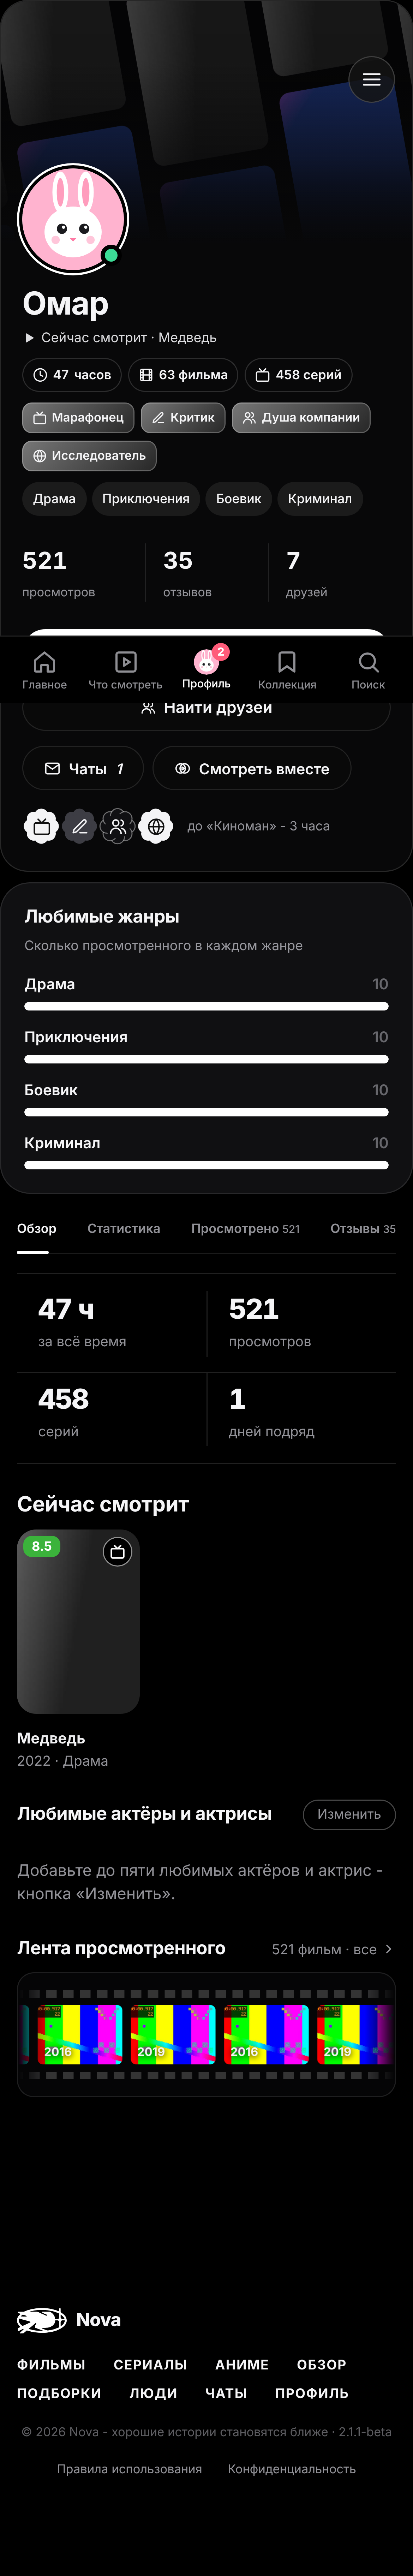 Омар
Сейчас смотрит · Медведь
47 часов
63 фильма
458 серий
Марафонец
Критик
Душа компании
Исследователь
Драма
Приключения
Боевик
Криминал
521
35
7
просмотров
отзывов
друзей
2
Главное
Что смотреть
Профиль
Коллекция
Поиск
Найти друзей
Чаты 1
Смотреть вместе
до «Киноман» - 3 часа
Любимые жанры
Сколько просмотренного в каждом жанре
Драма 10
Приключения 10
Боевик 10
Криминал 10
Обзор
Статистика
Просмотрено 521
Отзывы 35
47 ч
521
за всё время
просмотров
458
1
серий
дней подряд
Сейчас смотрит
8.5
Медведь
2022 · Драма
Любимые актёры и актрисы
Изменить
Добавьте до пяти любимых актёров и актрис -
кнопка «Изменить».
Лента просмотренного
521 фильм · все
2016
2019
2016
2019
Nova
ФИЛЬМЫ СЕРИАЛЫ АНИМЕ ОБЗОР
ПОДБОРКИ ЛЮДИ ЧАТЫ ПРОФИЛЬ
© 2026 Nova - хорошие истории становятся ближе · 2.1.1-beta
Правила использования
Конфиденциальность